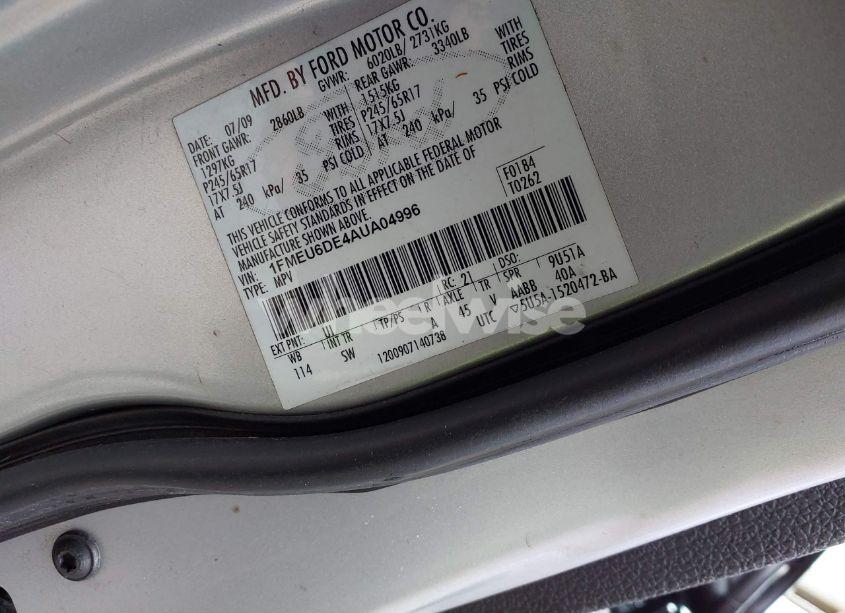 MFD. BY FORD MOTOR CO.
DATE: 07/09 GVWR: 6020LB/ 2731KG
FRONT GAWR: 2860LB REAR GAWR: 3340LB
1297KG WITH 1515KG WITH
P245/65R17 TIRES P245/65R17 TIRES
17X7.5J RIMS 17X7.5J RIMS
AT 240 kPa/ 35 PSI COLD AT 240 kPa/ 35 PSI COLD
THIS VEHICLE CONFORMS TO ALL APPLICABLE FEDERAL MOTOR
VEHICLE SAFETY STANDARDS IN EFFECT ON THE DATE OF
MANUFACTURE SHOWN ABOVE.
VIN: 1FMEU6DE4AUA04996 F01B4
TYPE: MPV T0262
EXT PNT: UI RC: 21 DSO: 9U5TA
WB INT TR TP/PS R AXLE TR SPR
114 SW A 45 V AABB 40A
1200907140738 UTC ▽5U5A-1520472-BA
wheelwise